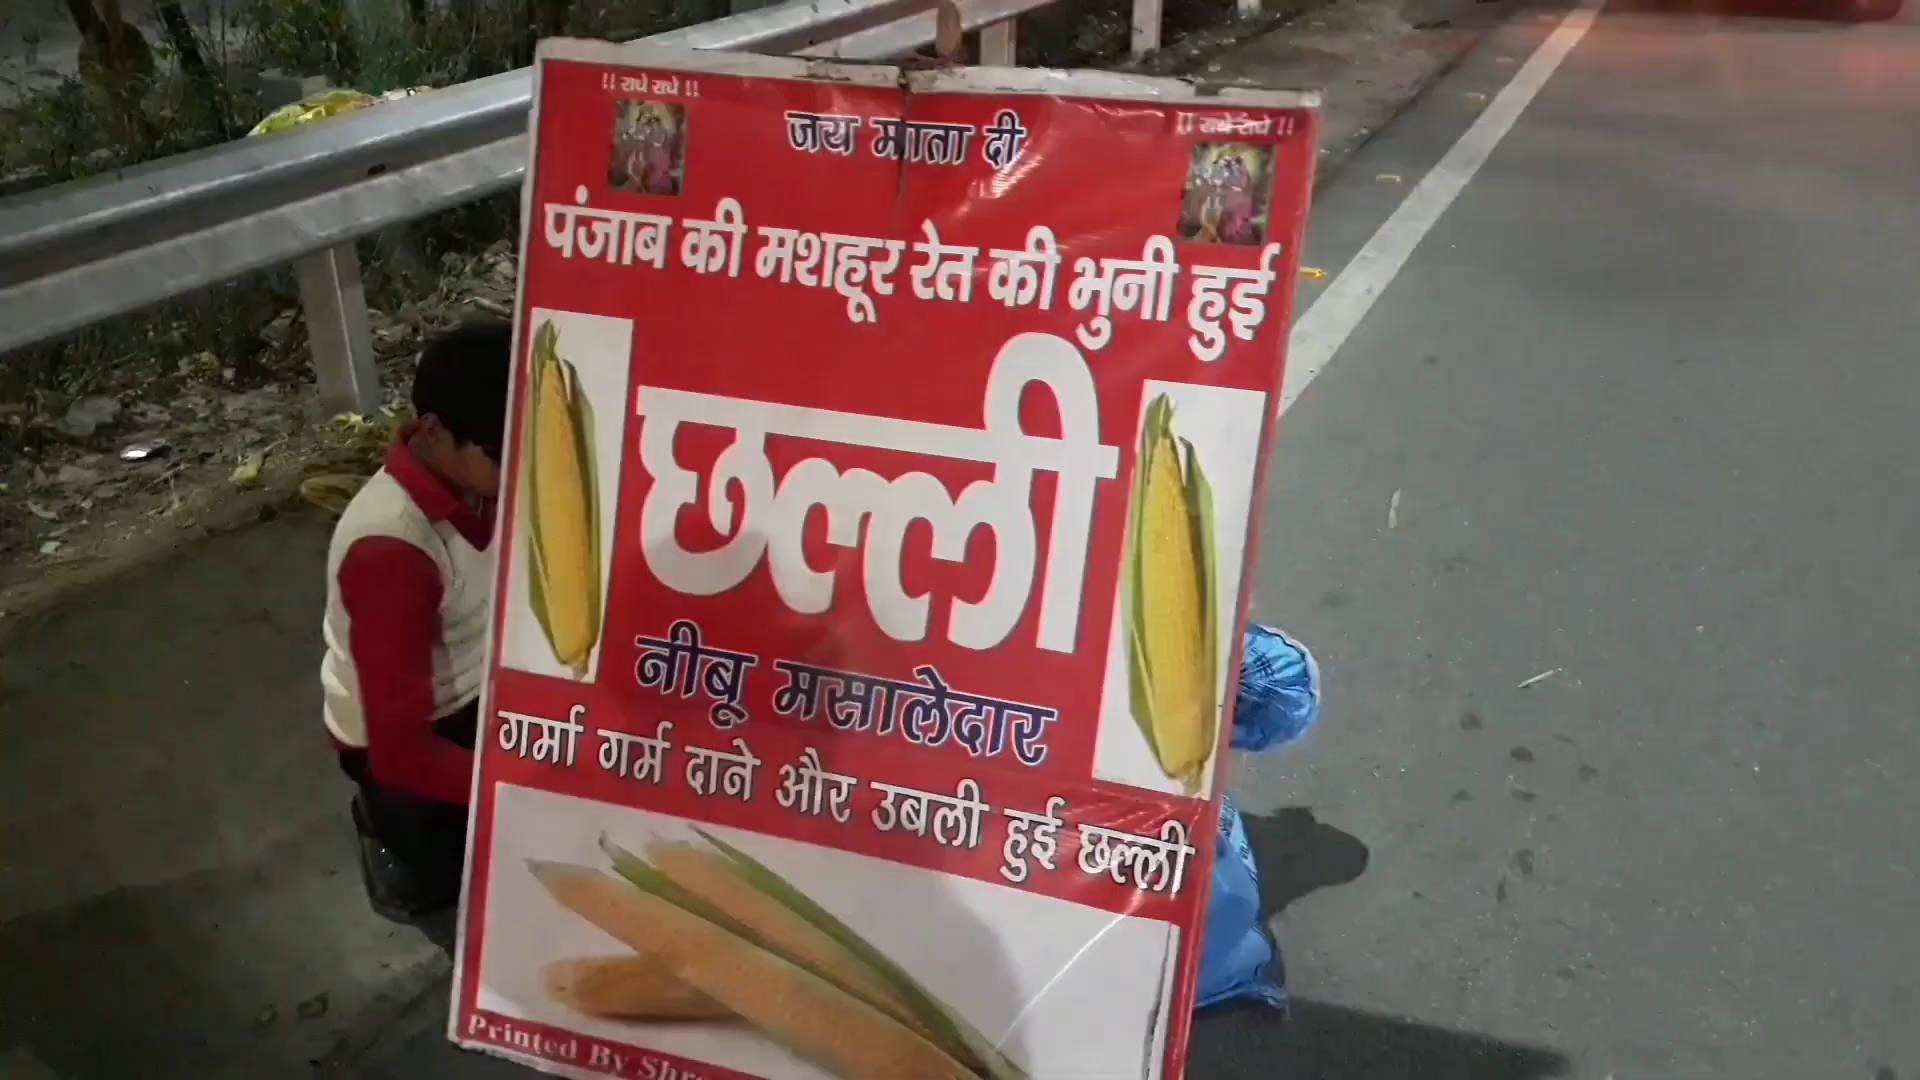 !! राधे राधे !!
जय माता दी
!! राधे राधे !!
पंजाब की मशहूर रेत की भुनी हुई
छल्ली
नीबू मसालेदार
गर्मा गर्म दाने और उबली हुई छल्ली
Printed By